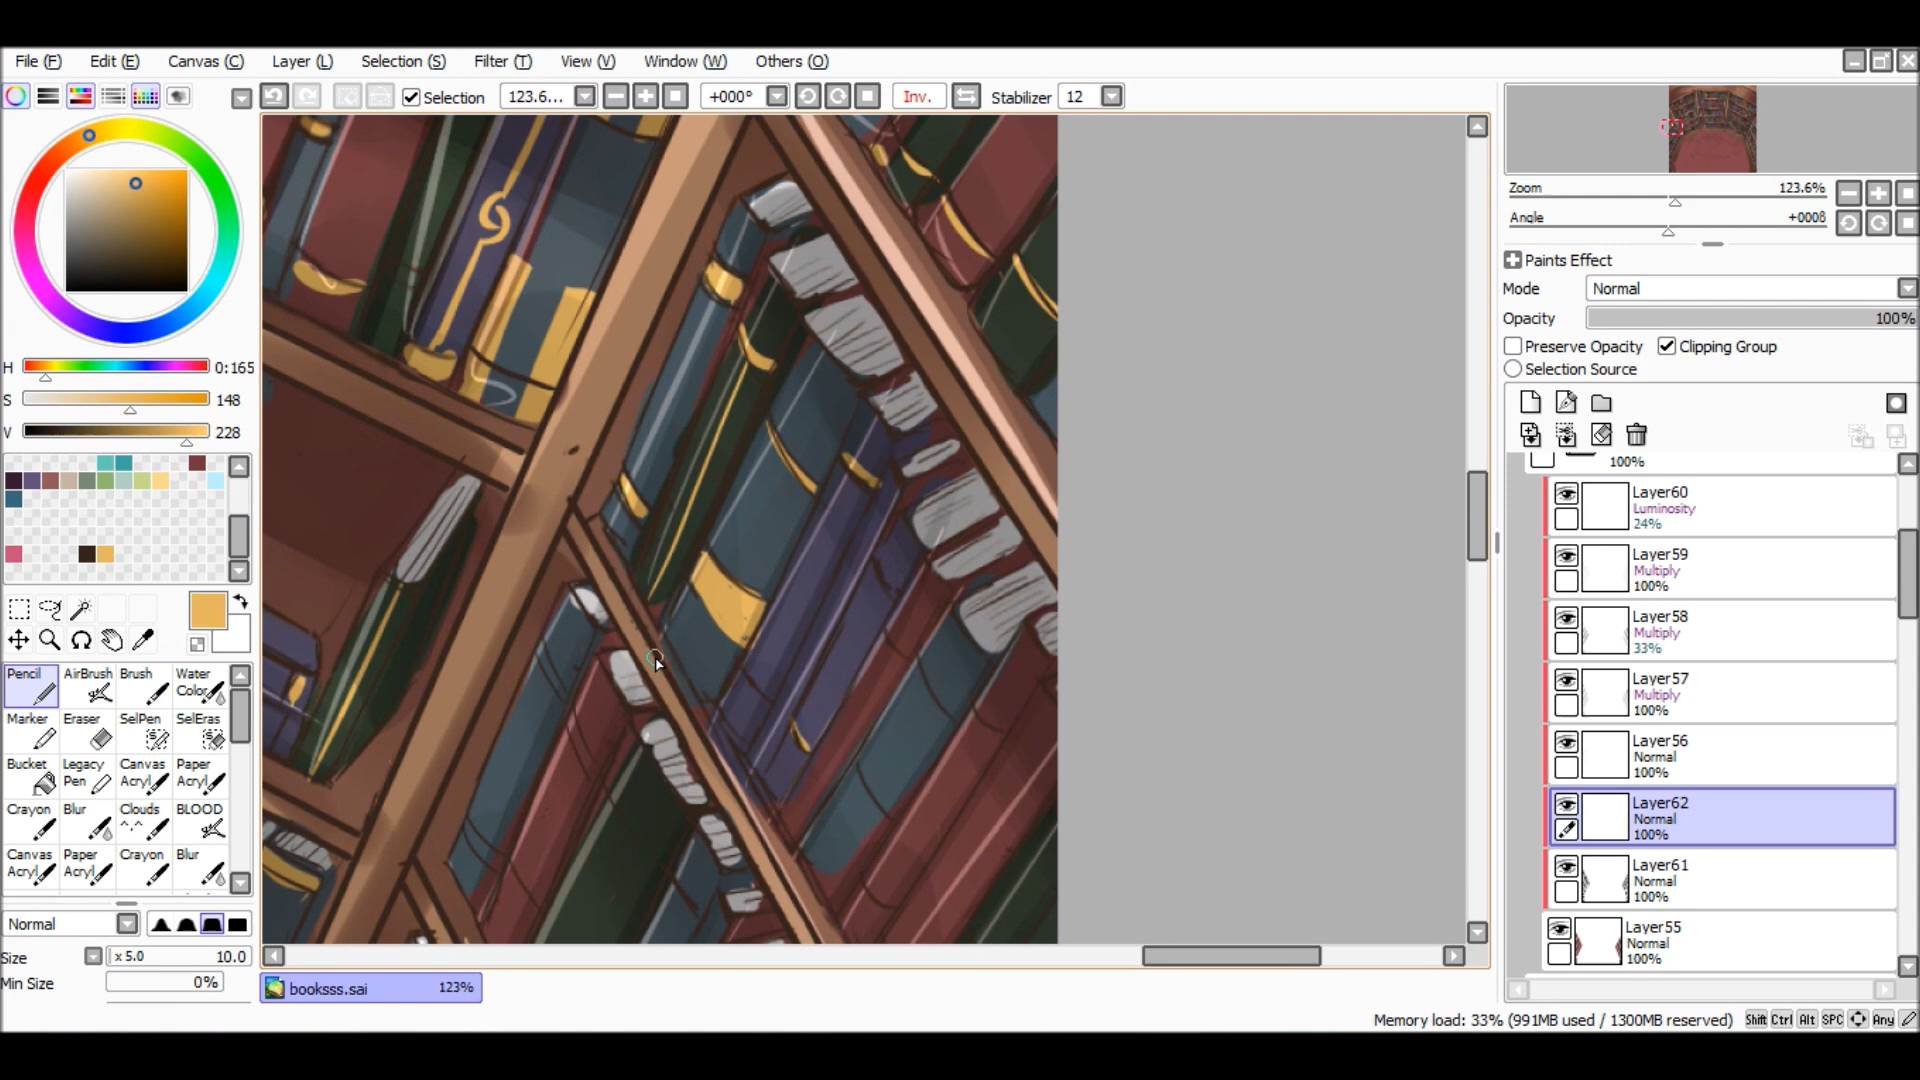 File (F) Edit (E) Canvas (C) Layer (L) Selection (S) Filter (T) View (V) Window (W) Others (O)
Selection 123.6... +000° Inv. Stabilizer 12
Zoom 123.6%
Angle +000ß
Paints Effect
Mode Normal
Opacity 100%
Preserve Opacity Clipping Group
Selection Source
H 0:165
S 148
V 228
100%
Layer60
Luminosity
24%
Layer59
Multiply
100%
Layer58
Multiply
33%
Layer57
Multiply
100%
Layer56
Normal
100%
Layer62
Normal
100%
Layer61
Normal
100%
Layer55
Normal
100%
Pencil AirBrush Brush Water
Color
Marker Eraser SelPen SelEras
Bucket Legacy Canvas Paper
Pen Acryl Acryl
Crayon Blur Clouds BLOOD
Canvas Paper Crayon Blur
Acryl Acryl
Normal
Size x 5.0 10.0
Min Size 0%
booksss.sai 123%
Memory load: 33% (991MB used / 1300MB reserved) Shift Ctrl Alt SPC Any